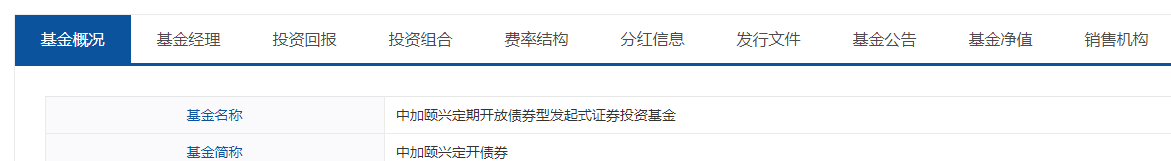 基金概况 基金经理 投资回报 投资组合 费率结构 分红信息 发行文件 基金公告 基金净值 销售机构
基金名称 中加颐兴定期开放债券型发起式证券投资基金
基金简称 中加颐兴定开债券